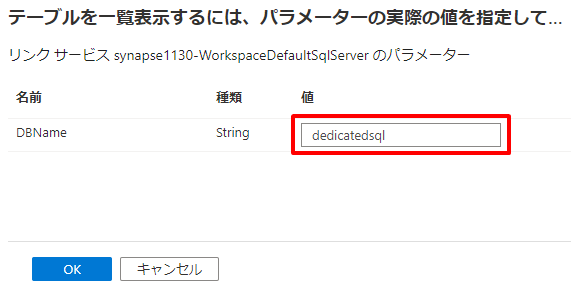 テーブルを一覧表示するには、パラメーターの実際の値を指定して...
リンク サービス synapse1130-WorkspaceDefaultSqlServer のパラメーター
名前 種類 値
DBName String dedicatedsql
OK キャンセル